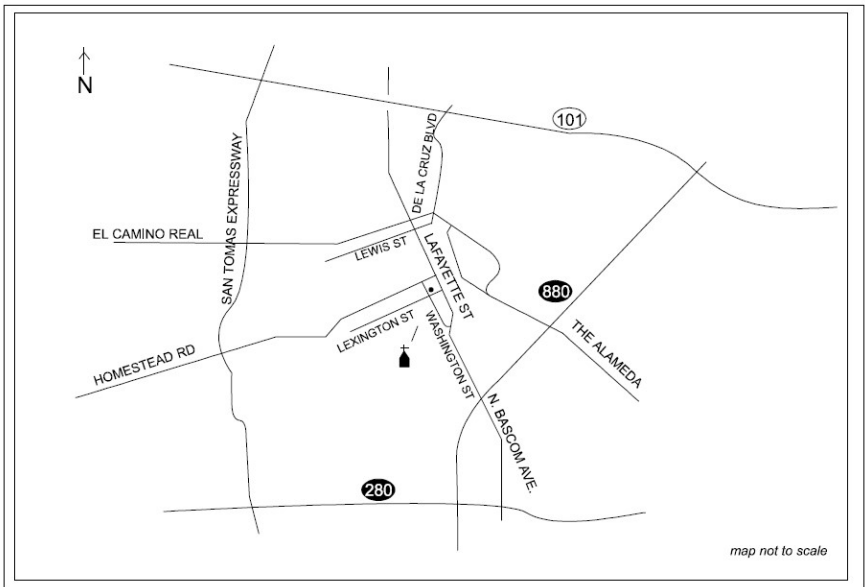 N
101
DE LA CRUZ BLVD
SAN TOMAS EXPRESSWAY
EL CAMINO REAL
LEWIS ST
LAFAYETTE ST
880
LEXINGTON ST
WASHINGTON ST
THE ALAMEDA
HOMESTEAD RD
N. BASCOM AVE.
280
map not to scale